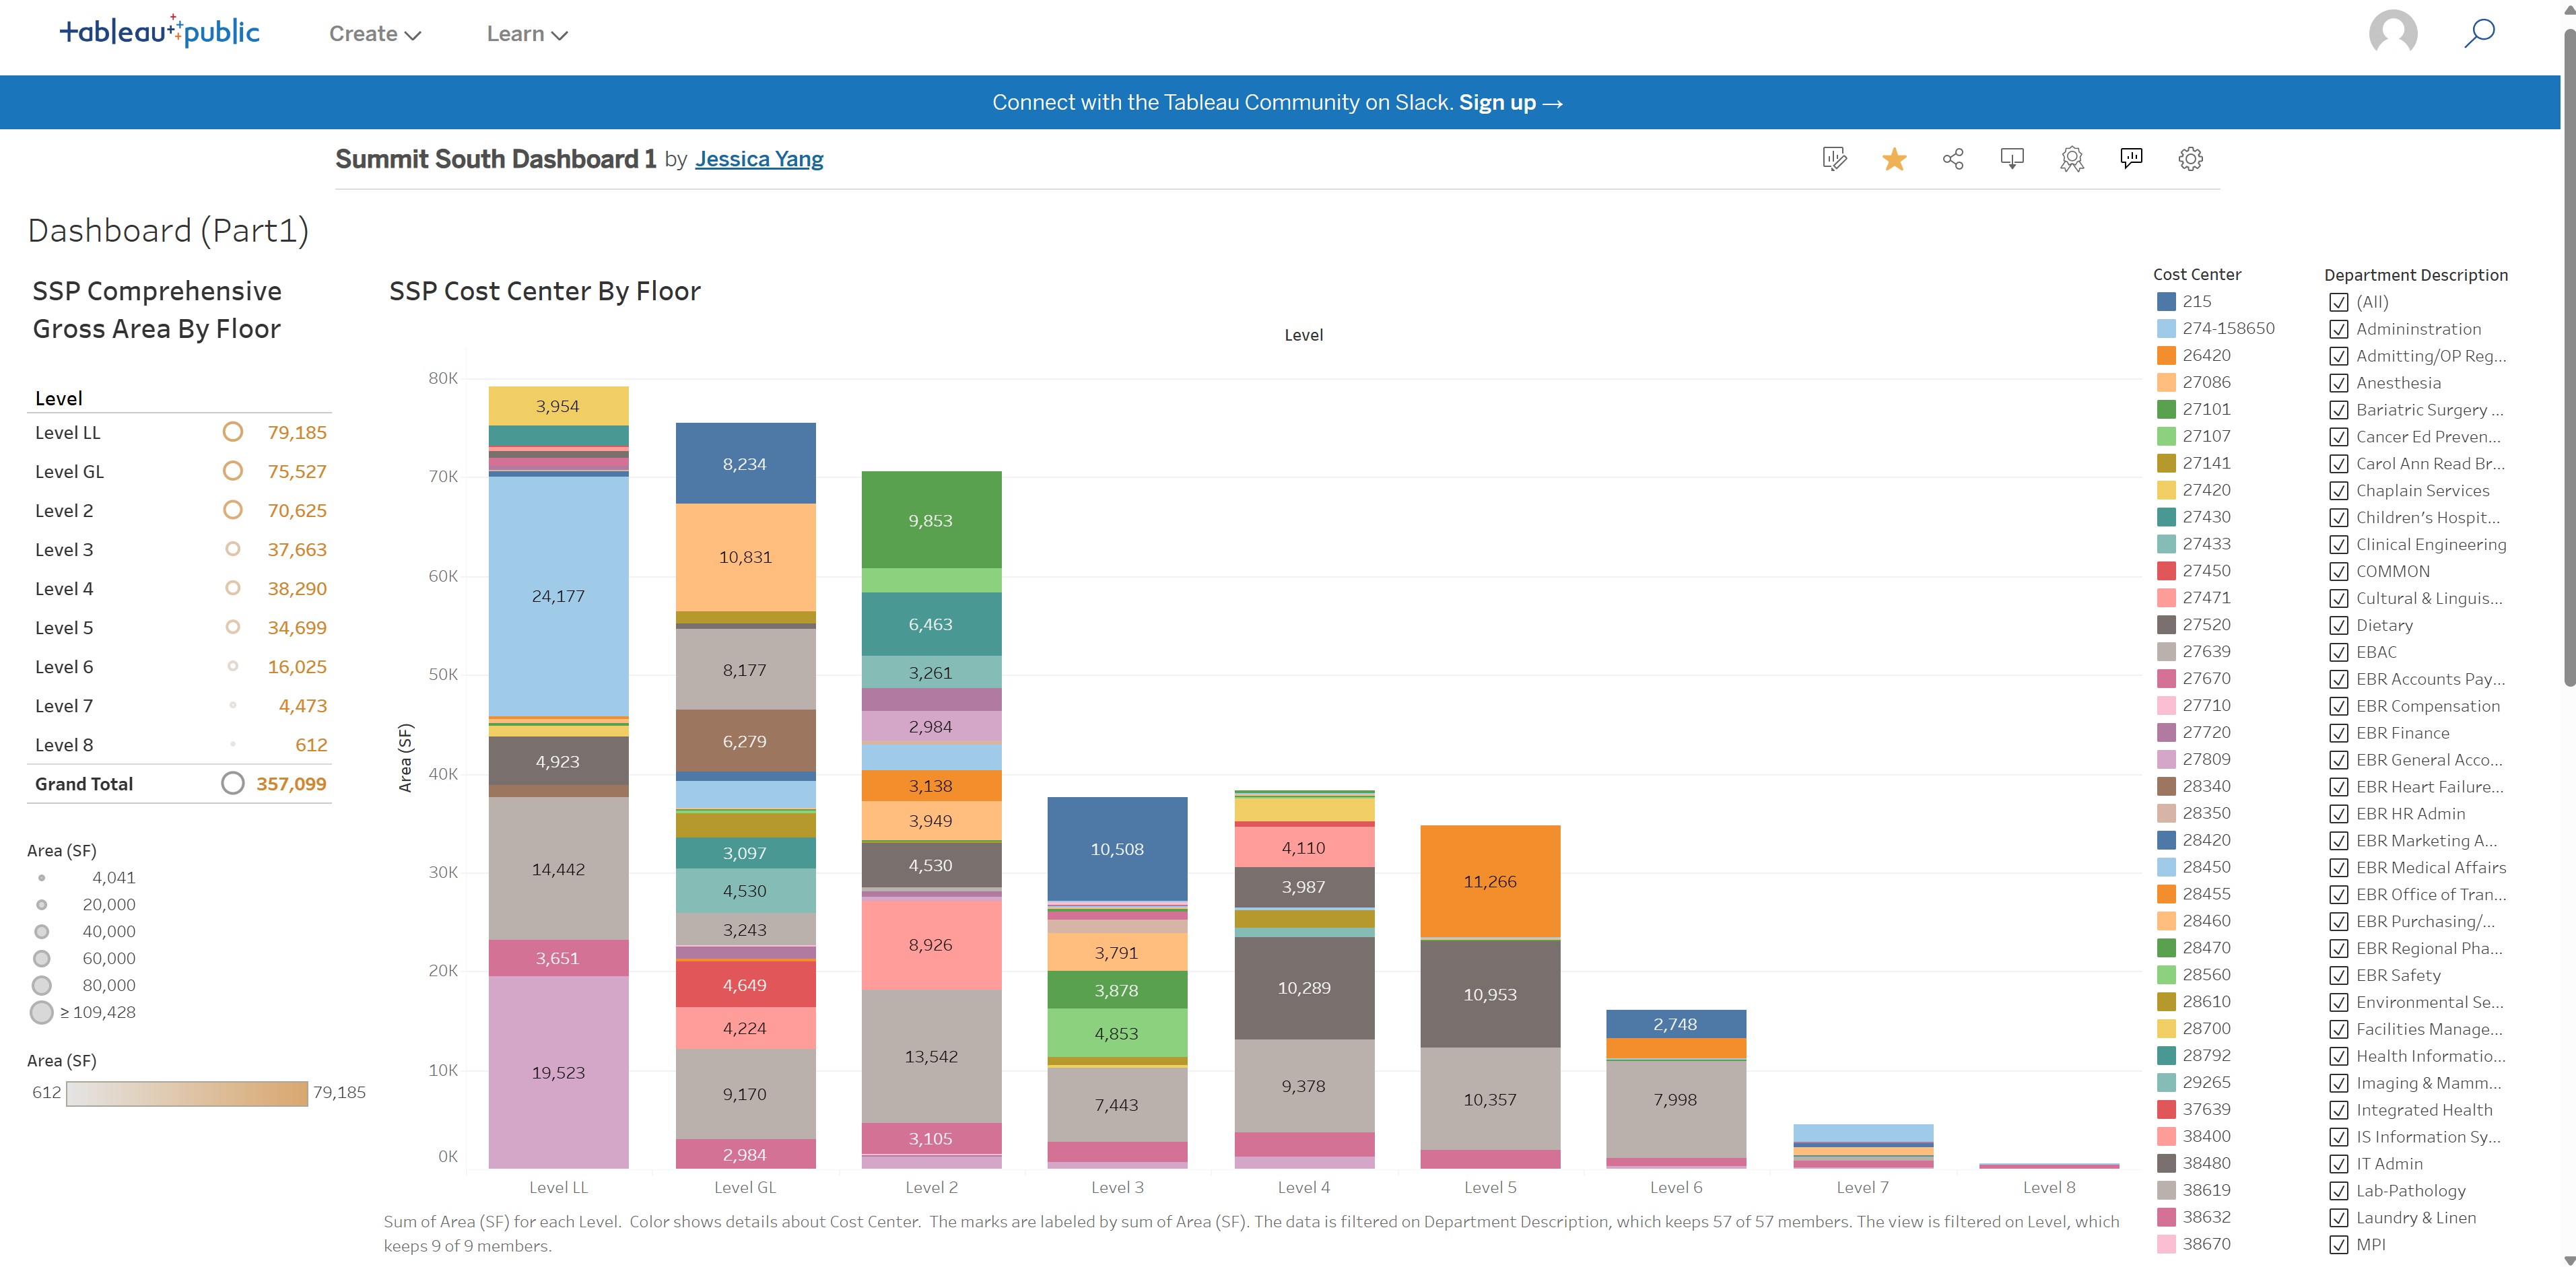 tableau public
Create
Learn
Connect with the Tableau Community on Slack. Sign up →
Summit South Dashboard 1 by Jessica Yang
Dashboard (Part1)
SSP Comprehensive
Gross Area By Floor
Level
Level LL 79,185
Level GL 75,527
Level 2 70,625
Level 3 37,663
Level 4 38,290
Level 5 34,699
Level 6 16,025
Level 7 4,473
Level 8 612
Grand Total 357,099
Area (SF)
4,041
20,000
40,000
60,000
80,000
≥ 109,428
Area (SF)
612 79,185
SSP Cost Center By Floor
Level
Area (SF)
80K
70K
60K
50K
40K
30K
20K
10K
0K
3,954
24,177
4,923
14,442
3,651
19,523
8,234
10,831
8,177
6,279
3,097
4,530
3,243
4,649
4,224
9,170
2,984
9,853
6,463
3,261
2,984
3,138
3,949
4,530
8,926
13,542
3,105
10,508
3,791
3,878
4,853
7,443
4,110
3,987
10,289
9,378
11,266
10,953
10,357
2,748
7,998
Level LL
Level GL
Level 2
Level 3
Level 4
Level 5
Level 6
Level 7
Level 8
Sum of Area (SF) for each Level. Color shows details about Cost Center. The marks are labeled by sum of Area (SF). The data is filtered on Department Description, which keeps 57 of 57 members. The view is filtered on Level, which
keeps 9 of 9 members.
Cost Center
215
274-158650
26420
27086
27101
27107
27141
27420
27430
27433
27450
27471
27520
27639
27670
27710
27720
27809
28340
28350
28420
28450
28455
28460
28470
28560
28610
28700
28792
29265
37639
38400
38480
38619
38632
38670
Department Description
(All)
Admininstration
Admitting/OP Reg...
Anesthesia
Bariatric Surgery ...
Cancer Ed Preven...
Carol Ann Read Br...
Chaplain Services
Children's Hospit...
Clinical Engineering
COMMON
Cultural & Linguis...
Dietary
EBAC
EBR Accounts Pay...
EBR Compensation
EBR Finance
EBR General Acco...
EBR Heart Failure...
EBR HR Admin
EBR Marketing A...
EBR Medical Affairs
EBR Office of Tran...
EBR Purchasing/...
EBR Regional Pha...
EBR Safety
Environmental Se...
Facilities Manage...
Health Informatio...
Imaging & Mamm...
Integrated Health
IS Information Sy...
IT Admin
Lab-Pathology
Laundry & Linen
MPI